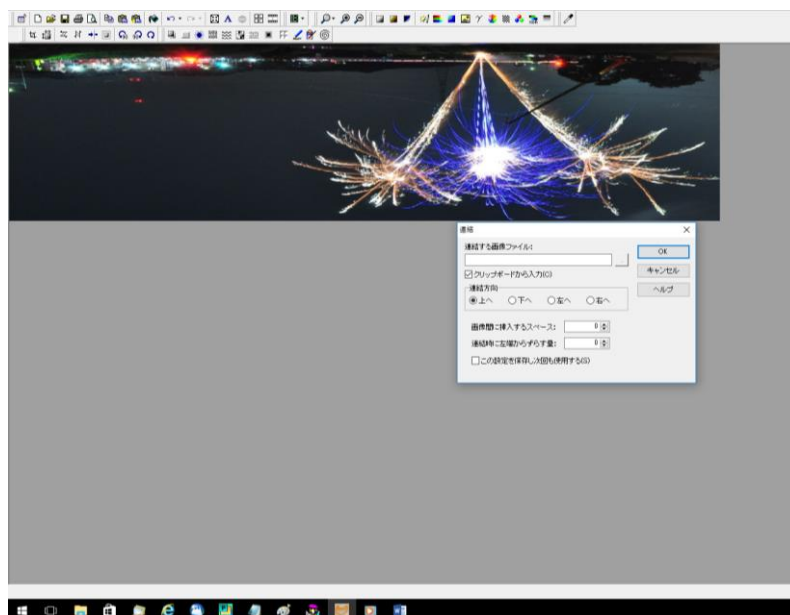 連結
連結する画像ファイル:
...
OK
クリップボードから入力(C)
キャンセル
連結方向
ヘルプ
上へ 下へ 左へ 右へ
画像間に挿入するスペース: 0
連結時に左端からずらす量: 0
この設定を保存し次回も使用する(S)